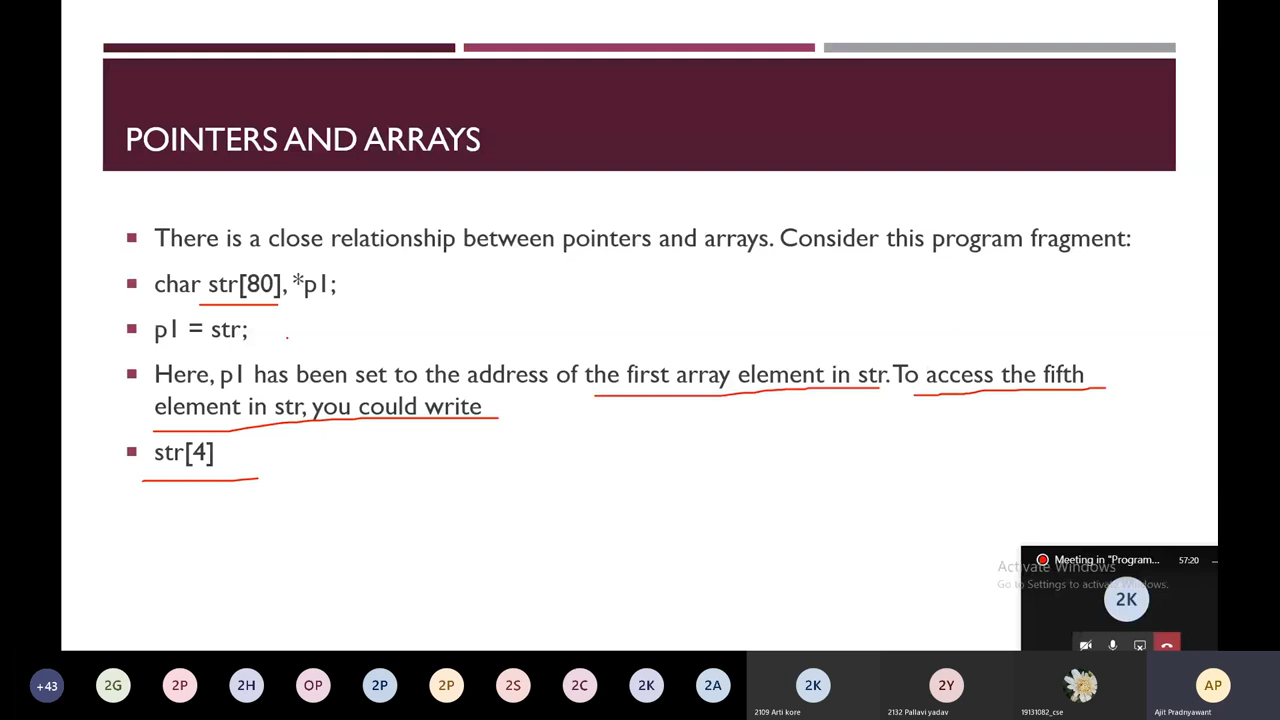 POINTERS AND ARRAYS
There is a close relationship between pointers and arrays. Consider this program fragment:
char str[80], *p1;
p1 = str;
Here, p1 has been set to the address of the first array element in str. To access the fifth
element in str, you could write
str[4]
Meeting in "Program... 57:20
Activate Windows
Go to Settings to activate Windows.
2K
+43 2G 2P 2H OP 2P 2P 2S 2C 2K 2A 2K 2Y AP
2109 Arti kore 2132 Pallavi yadav 19131082_cse Ajit Pradnyawant